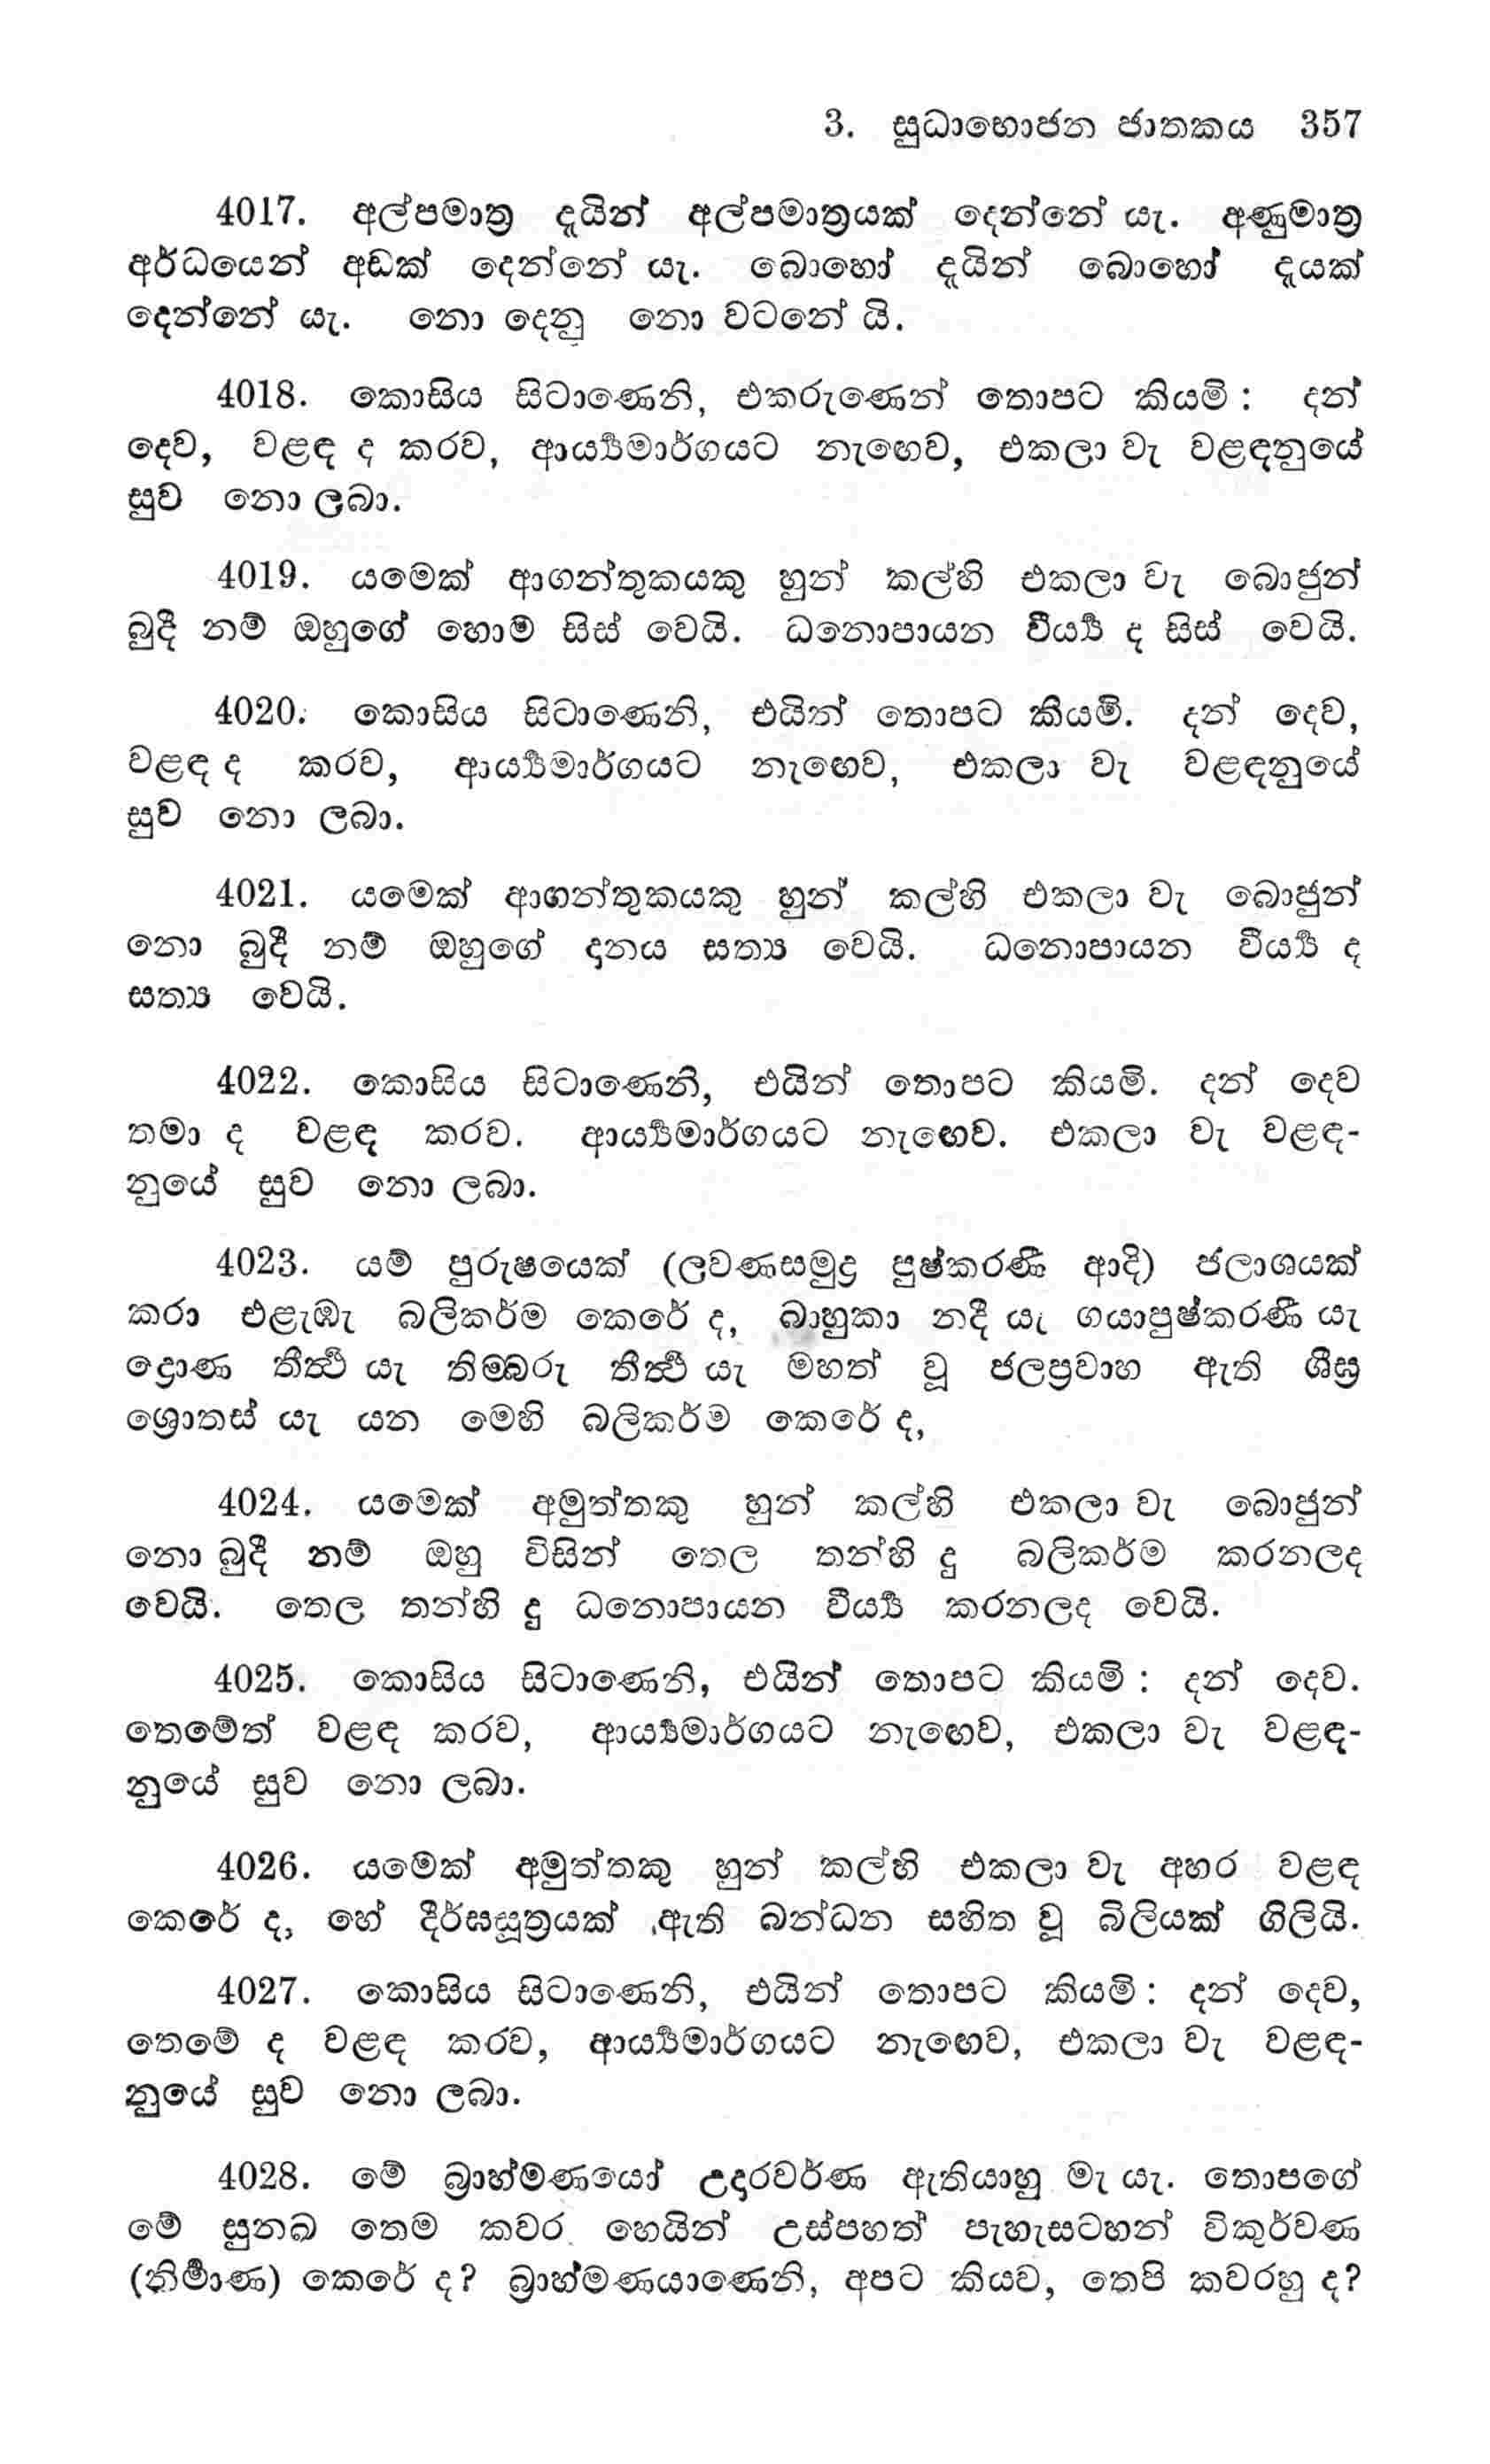 3. සුධාභොජන ජාතකය 357
4017. අල්පමාත්‍ර දෑයින් අල්පමාත්‍රයක් දෙන්නේ යැ. අණුමාත්‍ර
අර්ධයෙන් අඩක් දෙන්නේ යැ. බොහෝ දෑයින් බොහෝ දෑයක්
දෙන්නේ යැ. නො දෙනු නො වටනේ යි.
4018. කොසිය සිටාණෙනි, එකරුණෙන් තොපට කියමි : දන්
දෙව, වළඳ ද කරව, ආර්‍ය්‍යමාර්ගයට නැඟෙව, එකලා වැ වළඳනුයේ
සුව නො ලබා.
4019. යමෙක් ආගන්තුකයකු හුන් කල්හි එකලා වැ බොජුන්
බුදී නම් ඔහුගේ හොම සිස් වෙයි. ධනොපායන වීර්‍ය්‍ය ද සිස් වෙයි.
4020. කොසිය සිටාණෙනි, එයින් තොපට කියමි. දන් දෙව,
වළඳ ද කරව, ආර්‍ය්‍යමාර්ගයට නැඟෙව, එකලා වැ වළඳනුයේ
සුව නො ලබා.
4021. යමෙක් ආගන්තුකයකු හුන් කල්හි එකලා වැ බොජුන්
නො බුදී නම් ඔහුගේ දානය සත්‍ය වෙයි. ධනොපායන වීර්‍ය්‍ය ද
සත්‍ය වෙයි.
4022. කොසිය සිටාණෙනි, එයින් තොපට කියමි. දන් දෙව
තමා ද වළඳ කරව. ආර්‍ය්‍යමාර්ගයට නැඟෙව. එකලා වැ වළඳ-
නුයේ සුව නො ලබා.
4023. යම් පුරුෂයෙක් (ලවණසමුද්‍ර පුෂ්කරණී ආදි) ජලාශයක්
කරා එළැඹැ බලිකර්ම කෙරේ ද, බාහුකා නදී යැ ගයාපුෂ්කරණී යැ
ද්‍රොණ තීර්‍ත්‍ථ යැ තිම්බරු තීර්‍ත්‍ථ යැ මහත් වූ ජලප්‍රවාහ ඇති ශීඝ්‍ර
ශ්‍රොතස් යැ යන මෙහි බලිකර්ම කෙරේ ද,
4024. යමෙක් අමුත්තකු හුන් කල්හි එකලා වැ බොජුන්
නො බුදී නම් ඔහු විසින් තෙල තන්හි දු බලිකර්ම කරනලද
වෙයි. තෙල තන්හි දු ධනොපායන වීර්‍ය්‍ය කරනලද වෙයි.
4025. කොසිය සිටාණෙනි, එයින් තොපට කියමි : දන් දෙව.
තෙමේත් වළඳ කරව, ආර්‍ය්‍යමාර්ගයට නැඟෙව, එකලා වැ වළඳ-
නුයේ සුව නො ලබා.
4026. යමෙක් අමුත්තකු හුන් කල්හි එකලා වැ අහර වළඳ
කෙරේ ද, හේ දීර්ඝසූත්‍රයක් ඇති බන්ධන සහිත වූ බිලියක් ගිලියි.
4027. කොසිය සිටාණෙනි, එයින් තොපට කියමි : දන් දෙව,
තෙමේ ද වළඳ කරව, ආර්‍ය්‍යමාර්ගයට නැඟෙව, එකලා වැ වළඳ-
නුයේ සුව නො ලබා.
4028. මේ බ්‍රාහ්මණයෝ උදාරවර්ණ ඇතියාහු මැ යැ. තොපගේ
මේ සුනඛ තෙම කවර හෙයින් උස්පහත් පැහැසටහන් විකුර්වණ
(නිර්‍මාණ) කෙරේ ද? බ්‍රාහ්මණයාණෙනි, අපට කියව, තෙපි කවරහු ද?